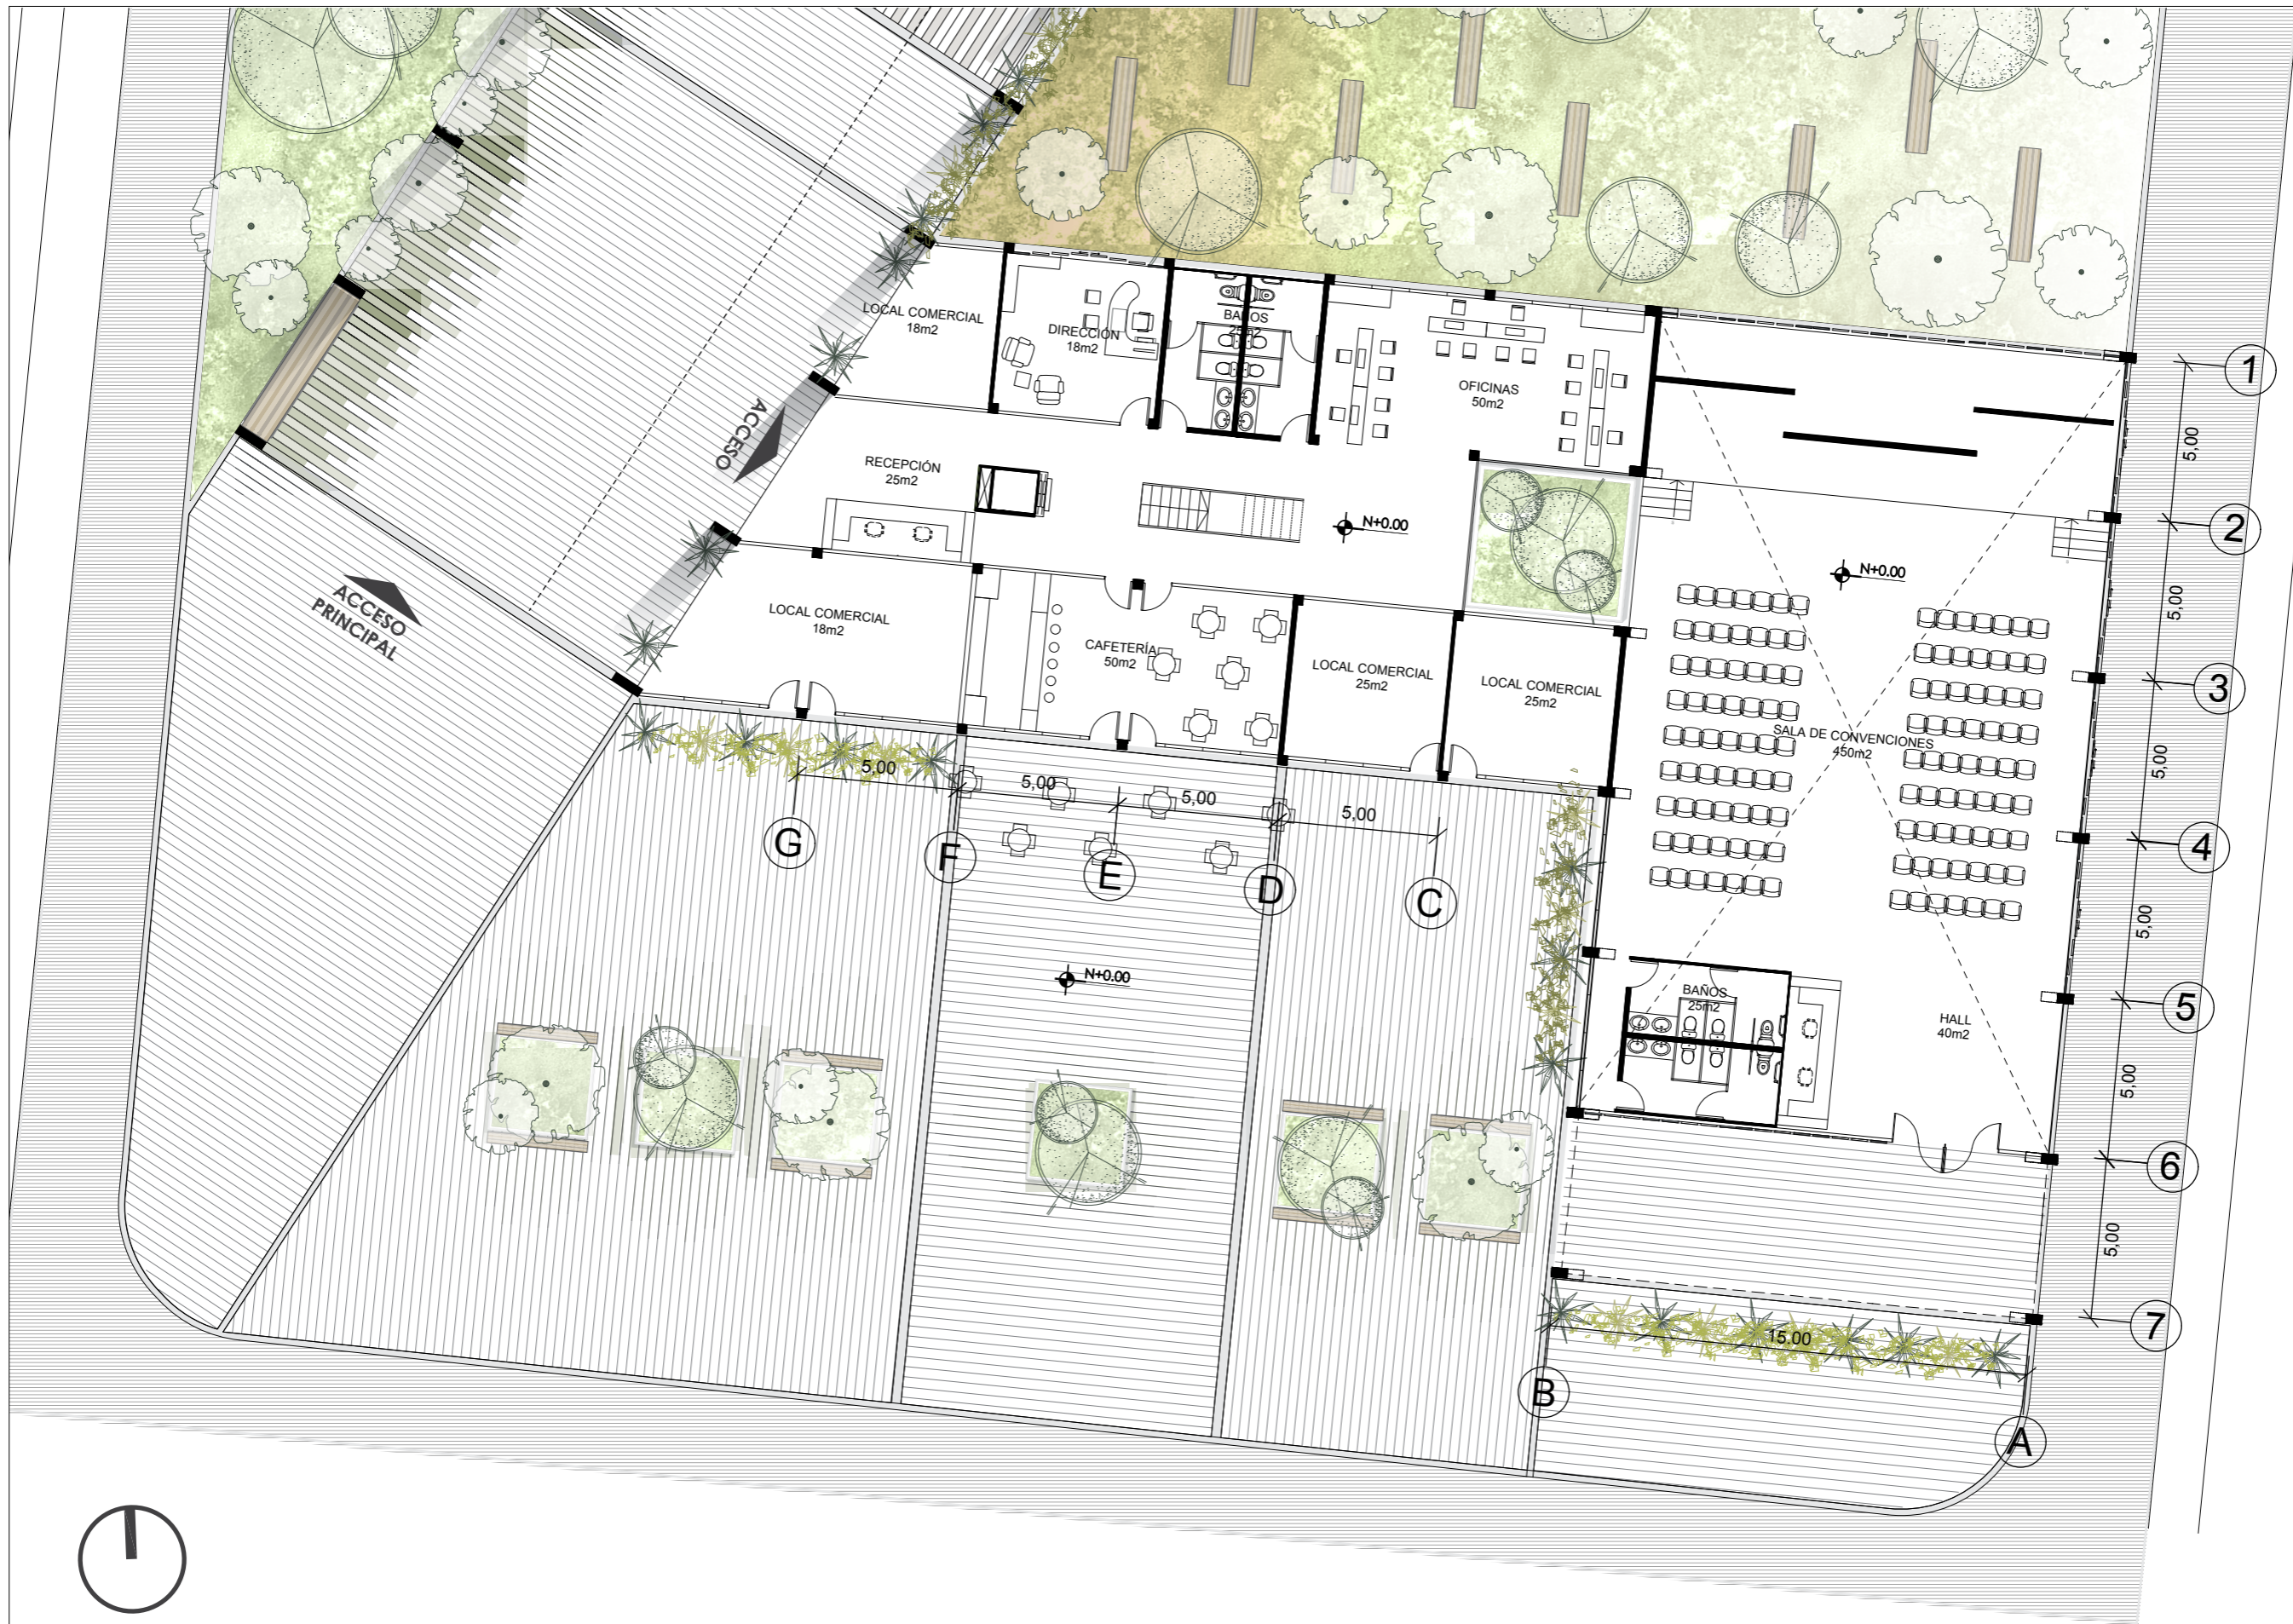 LOCAL COMERCIAL
18m2
DIRECCIÓN
18m2
BAÑOS
25m2
OFICINAS
50m2
ACCESO
RECEPCIÓN
25m2
N+0.00
N+0.00
ACCESO
PRINCIPAL
LOCAL COMERCIAL
18m2
CAFETERÍA
50m2
LOCAL COMERCIAL
25m2
LOCAL COMERCIAL
25m2
SALA DE CONVENCIONES
450m2
1
5,00
2
5,00
3
5,00
4
5,00
5
5,00
6
5,00
7
5,00
5,00
5,00
5,00
G
F
E
D
C
N+0.00
BAÑOS
25m2
HALL
40m2
15.00
B
A